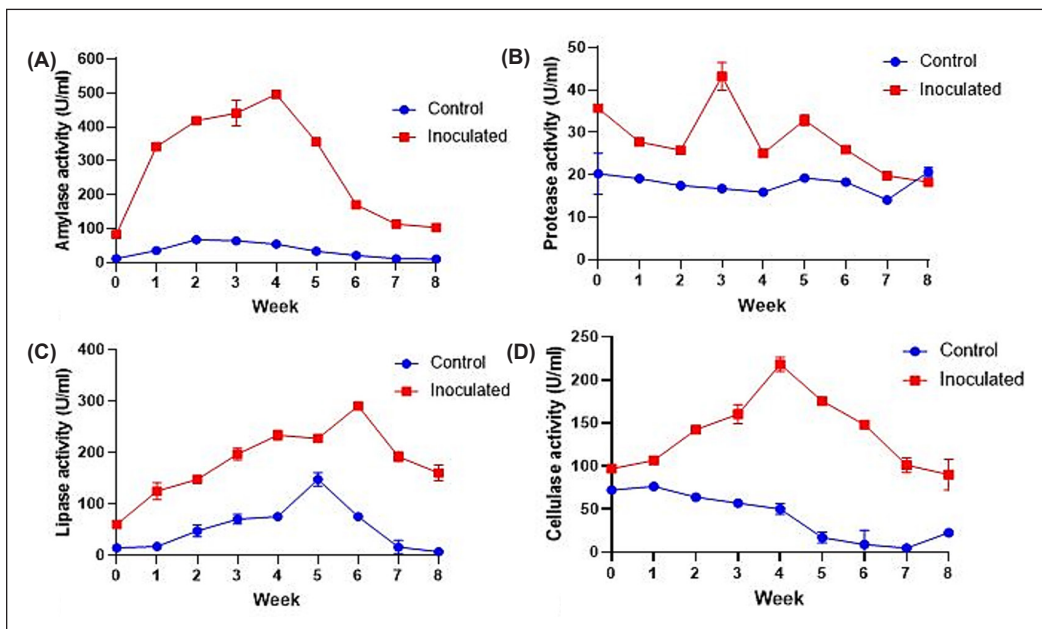 (A)
Amylase activity (U/ml)
600
500
400
300
200
100
0
0 1 2 3 4 5 6 7 8
Week
Control
Inoculated
(B)
Protease activity (U/ml)
50
40
30
20
10
0
0 1 2 3 4 5 6 7 8
Week
Control
Inoculated
(C)
Lipase activity (U/ml)
400
300
200
100
0
0 1 2 3 4 5 6 7 8
Week
Control
Inoculated
(D)
Cellulase activity (U/ml)
250
200
150
100
50
0
0 1 2 3 4 5 6 7 8
Week
Control
Inoculated